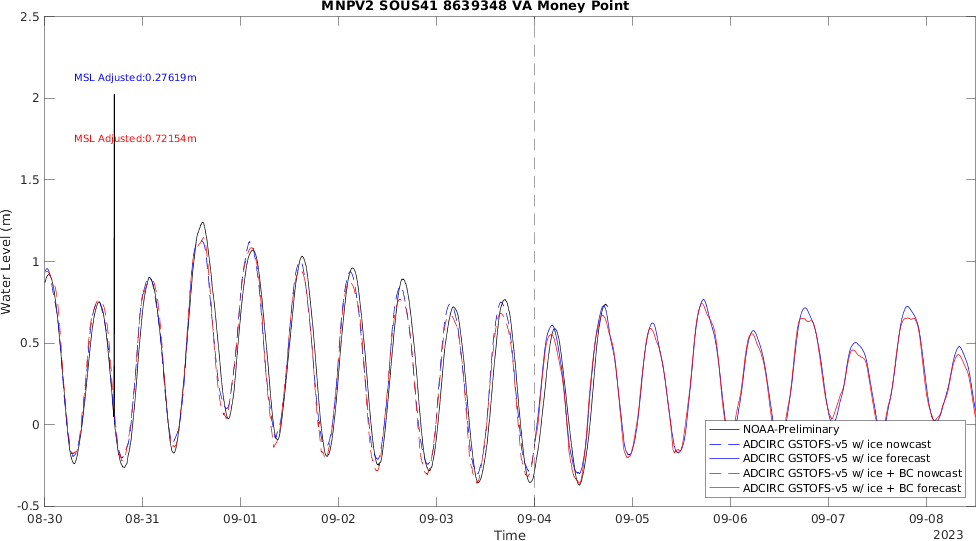 MNPV2 SOUS41 8639348 VA Money Point
2.5
2
1.5
1
0.5
0
-0.5
Water Level (m)
MSL Adjusted:0.27619m
MSL Adjusted:0.72154m
NOAA-Preliminary
ADCIRC GSTOFS-v5 w/ ice nowcast
ADCIRC GSTOFS-v5 w/ ice forecast
ADCIRC GSTOFS-v5 w/ ice + BC nowcast
ADCIRC GSTOFS-v5 w/ ice + BC forecast
08-30 08-31 09-01 09-02 09-03 09-04 09-05 09-06 09-07 09-08
Time
2023